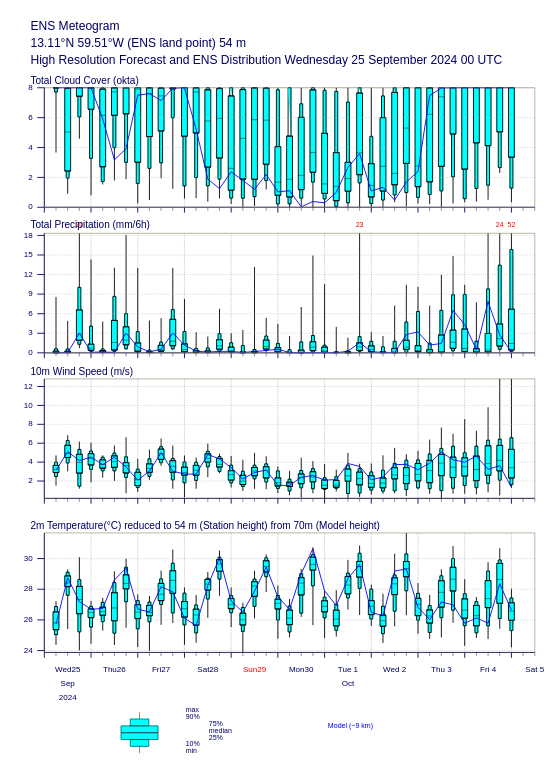 ENS Meteogram
13.11°N 59.51°W (ENS land point) 54 m
High Resolution Forecast and ENS Distribution Wednesday 25 September 2024 00 UTC
Total Cloud Cover (okta)
8
6
4
2
0
Total Precipitation (mm/6h)
23
24 52
18
15
12
9
6
3
0
10m Wind Speed (m/s)
12
10
8
6
4
2
2m Temperature(°C) reduced to 54 m (Station height) from 70m (Model height)
30
28
26
24
Wed25 Thu26 Fri27 Sat28 Sun29 Mon30 Tue 1 Wed 2 Thu 3 Fri 4 Sat 5
Sep Oct
2024
max
90%
75%
median
25%
10%
min
Model (~9 km)